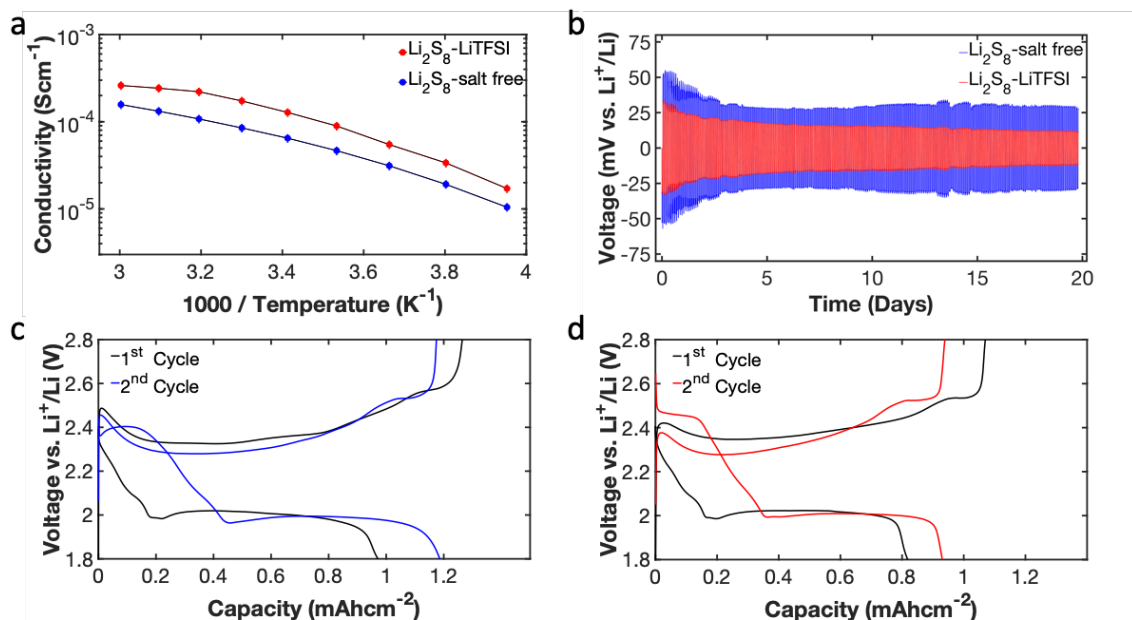 a
10⁻³
10⁻⁴
10⁻⁵
Conductivity (Scm⁻¹)
Li₂S₈-LiTFSI
Li₂S₈-salt free
3 3.2 3.4 3.6 3.8 4
1000 / Temperature (K⁻¹)
b
75
50
25
0
-25
-50
-75
Voltage (mV vs. Li⁺/Li)
Li₂S₈-salt free
Li₂S₈-LiTFSI
0 5 10 15 20
Time (Days)
c
2.8
2.6
2.4
2.2
2
1.8
Voltage vs. Li⁺/Li (V)
1ˢᵗ Cycle
2ⁿᵈ Cycle
0 0.2 0.4 0.6 0.8 1 1.2
Capacity (mAhcm⁻²)
d
2.8
2.6
2.4
2.2
2
1.8
Voltage vs. Li⁺/Li (V)
1ˢᵗ Cycle
2ⁿᵈ Cycle
0 0.2 0.4 0.6 0.8 1 1.2
Capacity (mAhcm⁻²)